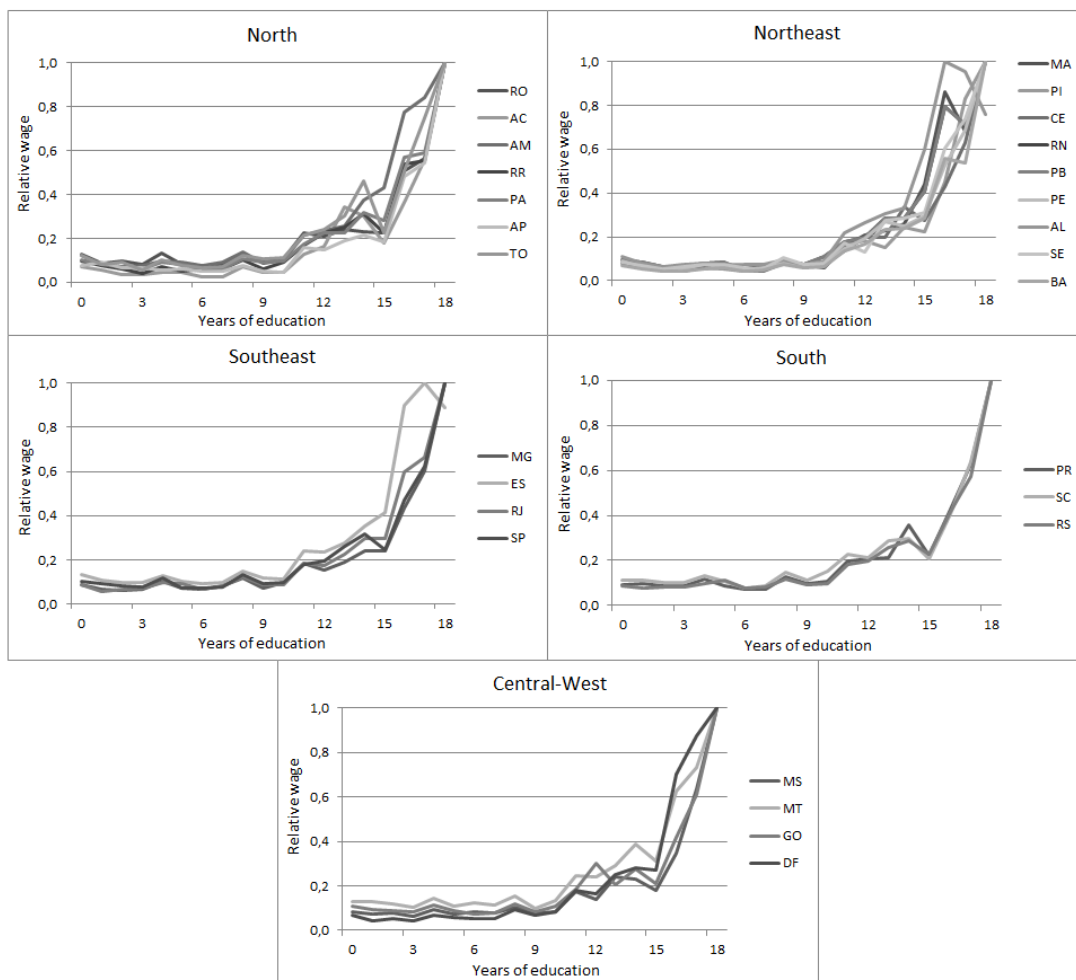 North
Relative wage
1,0
0,8
0,6
0,4
0,2
0,0
0 3 6 9 12 15 18
Years of education
RO
AC
AM
RR
PA
AP
TO
Northeast
Relative wage
1,0
0,8
0,6
0,4
0,2
0,0
0 3 6 9 12 15 18
Years of education
MA
PI
CE
RN
PB
PE
AL
SE
BA
Southeast
Relative wage
1,0
0,8
0,6
0,4
0,2
0,0
0 3 6 9 12 15 18
Years of education
MG
ES
RJ
SP
South
Relative wage
1,0
0,8
0,6
0,4
0,2
0,0
0 3 6 9 12 15 18
Years of education
PR
SC
RS
Central-West
Relative wage
1,0
0,8
0,6
0,4
0,2
0,0
0 3 6 9 12 15 18
Years of education
MS
MT
GO
DF